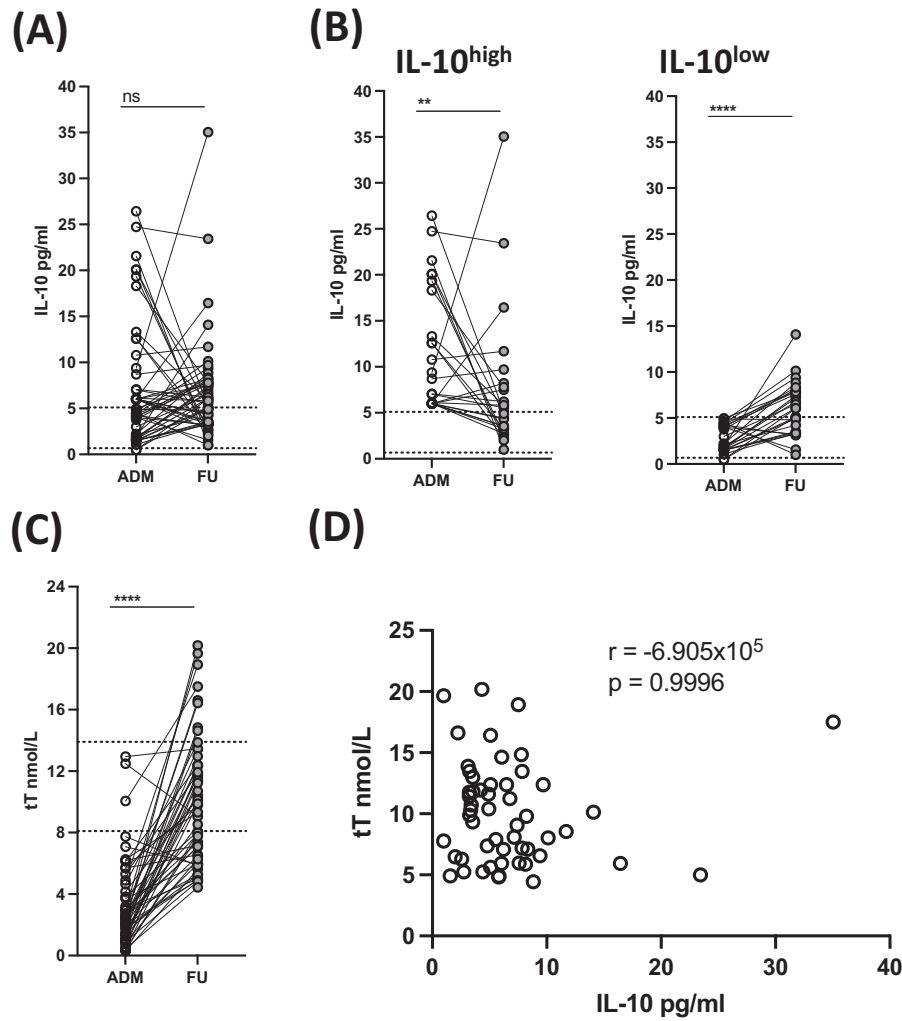 (A)
ns
40
35
30
25
20
15
10
5
0
IL-10 pg/ml
ADM FU
(B)
IL-10high
**
40
35
30
25
20
15
10
5
0
IL-10 pg/ml
ADM FU
IL-10low
****
40
35
30
25
20
15
10
5
0
IL-10 pg/ml
ADM FU
(C)
****
24
20
16
12
8
4
0
tT nmol/L
ADM FU
(D)
r = -6.905x10^5
p = 0.9996
25
20
15
10
5
0
tT nmol/L
0 10 20 30 40
IL-10 pg/ml